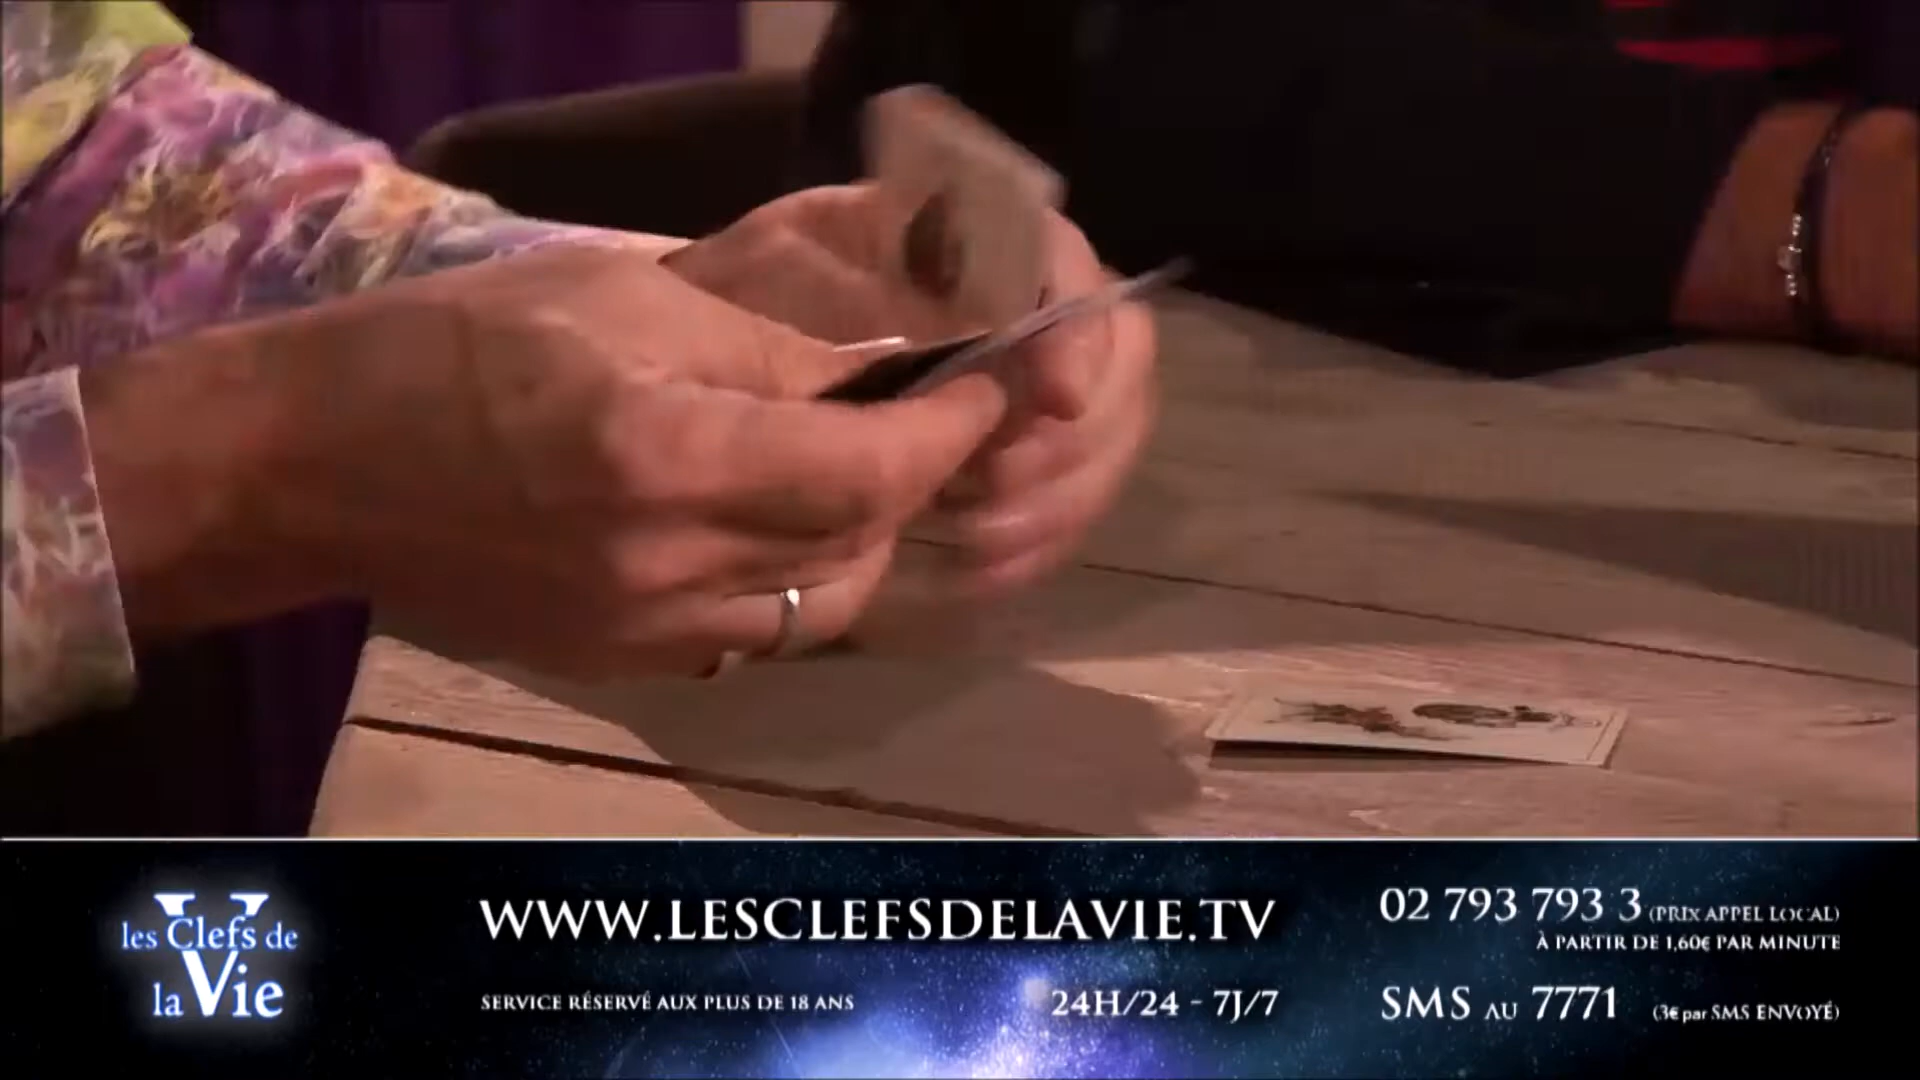 les Clefs de
la Vie
WWW.LESCLEFSDELAVIE.TV
SERVICE RÉSERVÉ AUX PLUS DE 18 ANS
24H/24 - 7J/7
02 793 793 3 (PRIX APPEL LOCAL)
À PARTIR DE 1,60€ PAR MINUTE
SMS AU 7771 (3€ par SMS ENVOYÉ)